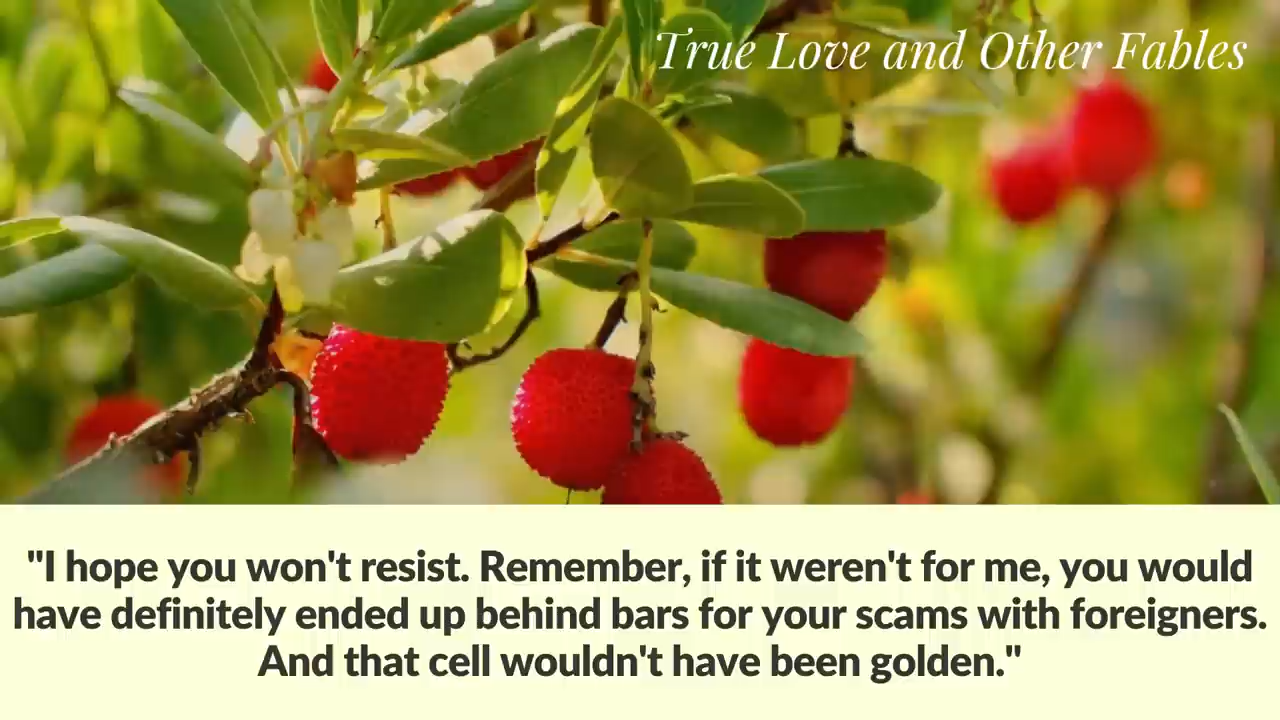 True Love and Other Fables
"I hope you won't resist. Remember, if it weren't for me, you would
have definitely ended up behind bars for your scams with foreigners.
And that cell wouldn't have been golden."